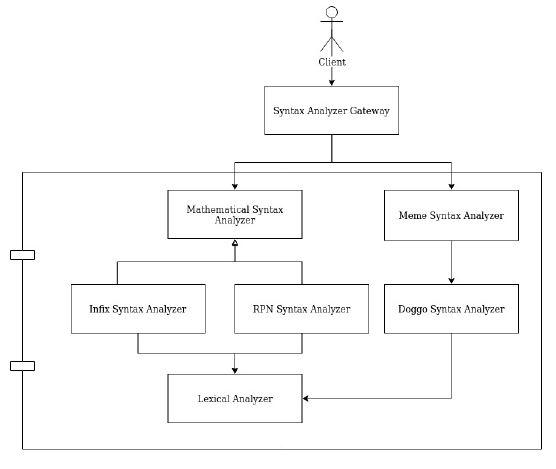 Client
Syntax Analyzer Gateway
Mathematical Syntax
Analyzer
Meme Syntax Analyzer
Infix Syntax Analyzer
RPN Syntax Analyzer
Doggo Syntax Analyzer
Lexical Analyzer